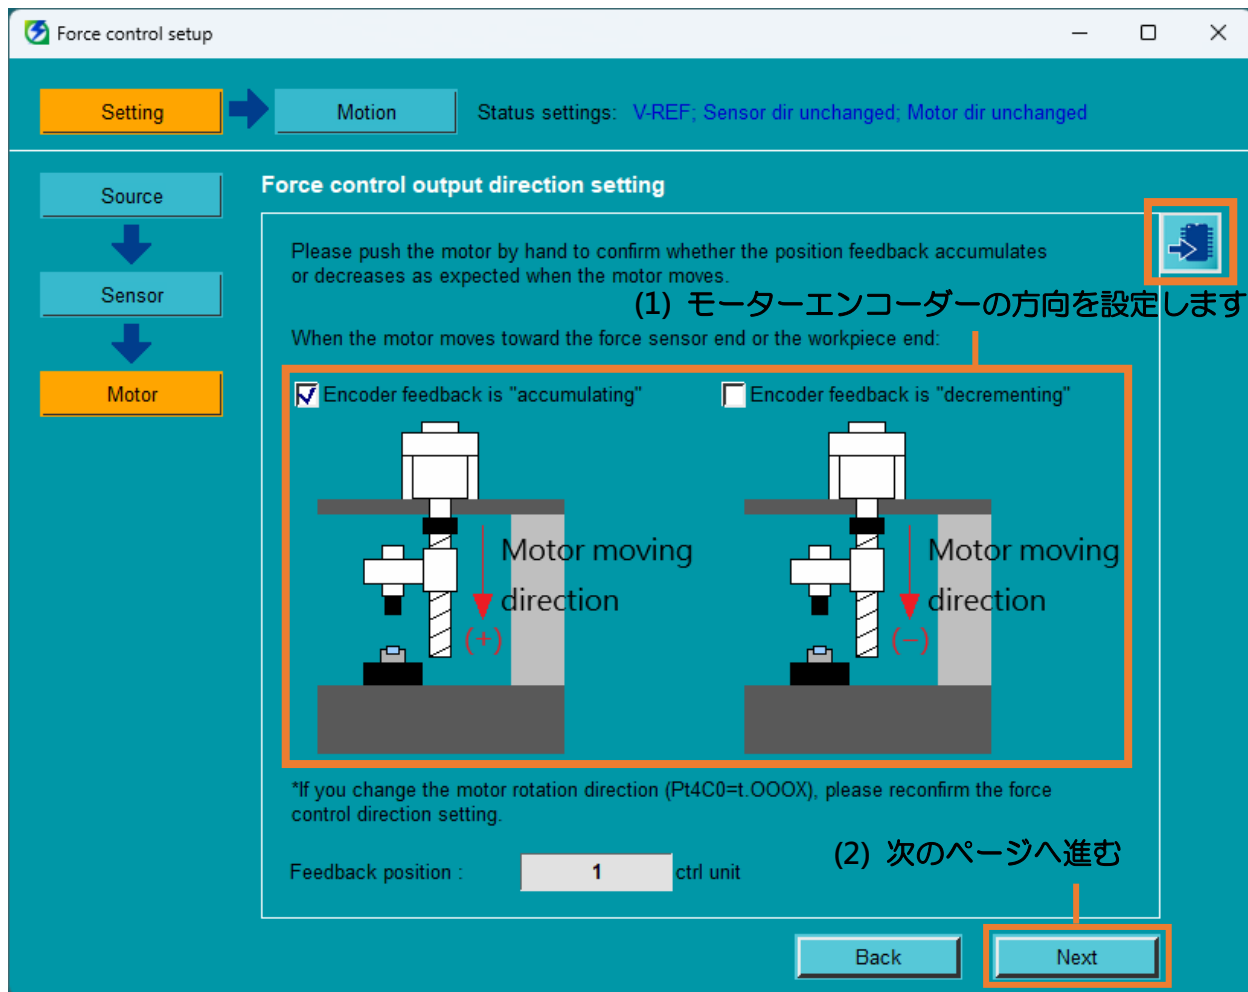 Force control setup
Setting
Motion
Status settings: V-REF; Sensor dir unchanged; Motor dir unchanged
Source
Sensor
Motor
Force control output direction setting
Please push the motor by hand to confirm whether the position feedback accumulates
or decreases as expected when the motor moves.
(1) モーターエンコーダーの方向を設定します
When the motor moves toward the force sensor end or the workpiece end:
Encoder feedback is "accumulating"
Encoder feedback is "decrementing"
Motor moving
direction
(+)
Motor moving
direction
(−)
*If you change the motor rotation direction (Pt4C0=t.OOOX), please reconfirm the force
control direction setting.
(2) 次のページへ進む
Feedback position : 1 ctrl unit
Back
Next